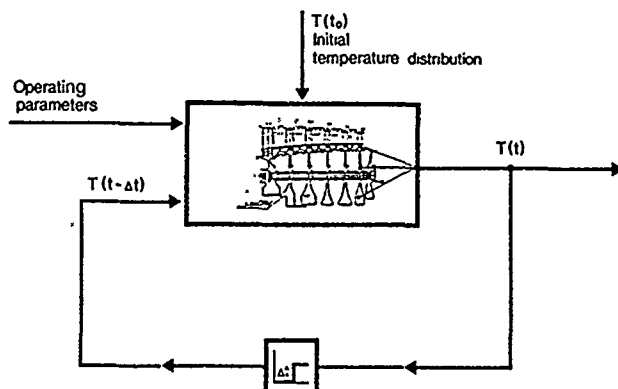 T(t₀)
Initial
temperature distribution
Operating
parameters
T(t)
T(t-Δt)
Δt